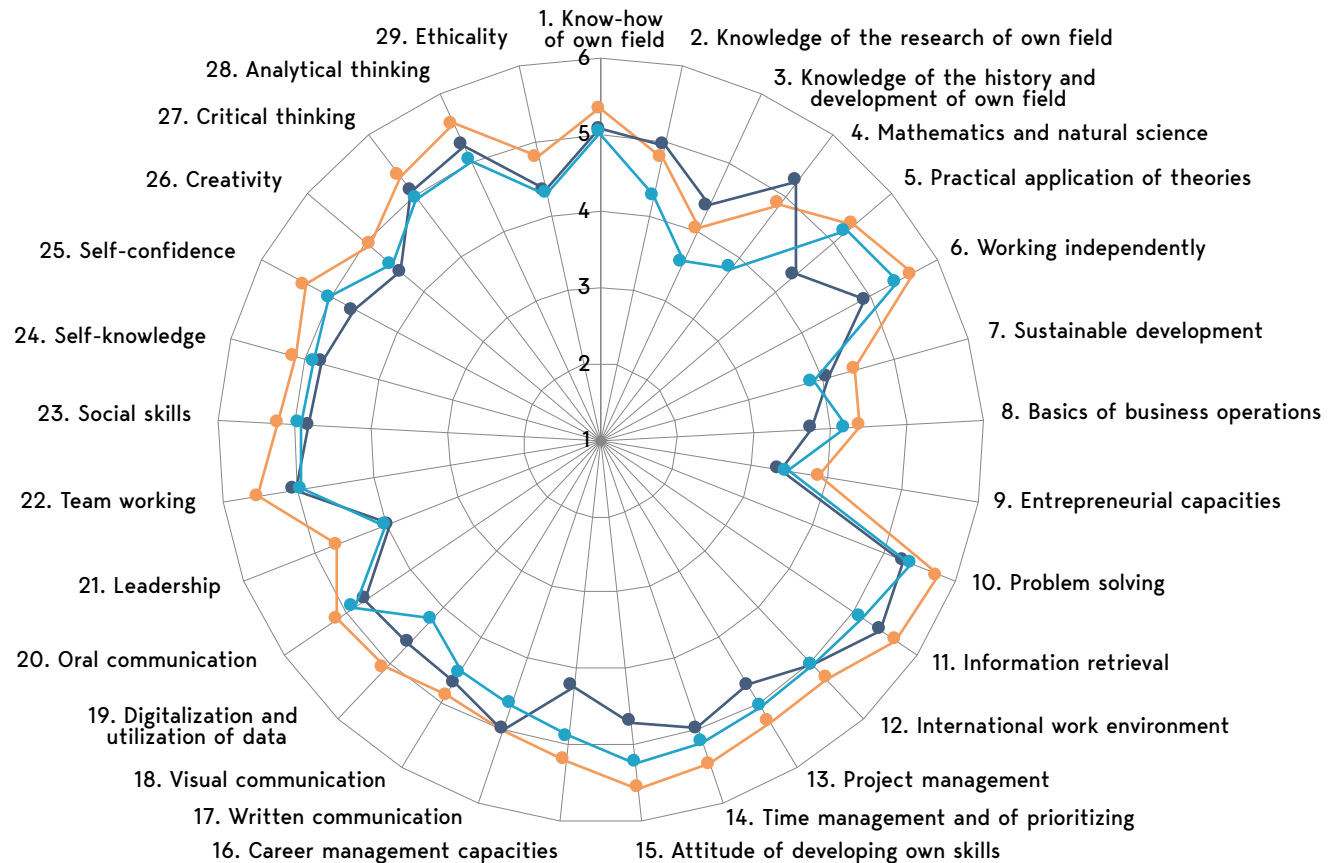 1. Know-how
of own field
2. Knowledge of the research of own field
3. Knowledge of the history and
development of own field
4. Mathematics and natural science
5. Practical application of theories
6. Working independently
7. Sustainable development
8. Basics of business operations
9. Entrepreneurial capacities
10. Problem solving
11. Information retrieval
12. International work environment
13. Project management
14. Time management and of prioritizing
15. Attitude of developing own skills
16. Career management capacities
17. Written communication
18. Visual communication
19. Digitalization and
utilization of data
20. Oral communication
21. Leadership
22. Team working
23. Social skills
24. Self-knowledge
25. Self-confidence
26. Creativity
27. Critical thinking
28. Analytical thinking
29. Ethicality
6
5
4
3
2
1